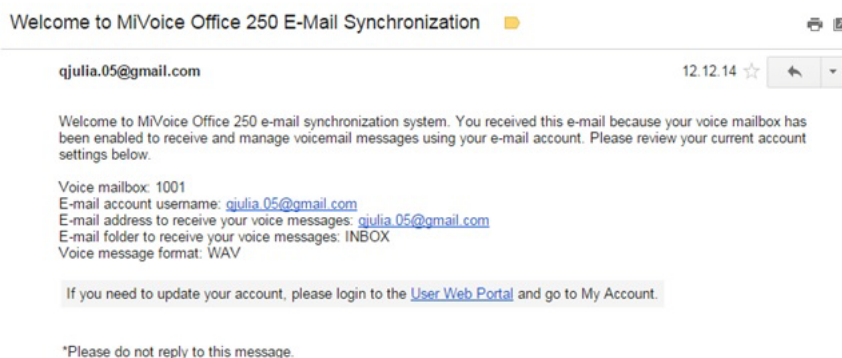 Welcome to MiVoice Office 250 E-Mail Synchronization
qjulia.05@gmail.com 12.12.14
Welcome to MiVoice Office 250 e-mail synchronization system. You received this e-mail because your voice mailbox has
been enabled to receive and manage voicemail messages using your e-mail account. Please review your current account
settings below.
Voice mailbox: 1001
E-mail account username: qjulia.05@gmail.com
E-mail address to receive your voice messages: qjulia.05@gmail.com
E-mail folder to receive your voice messages: INBOX
Voice message format: WAV
If you need to update your account, please login to the User Web Portal and go to My Account.
*Please do not reply to this message.